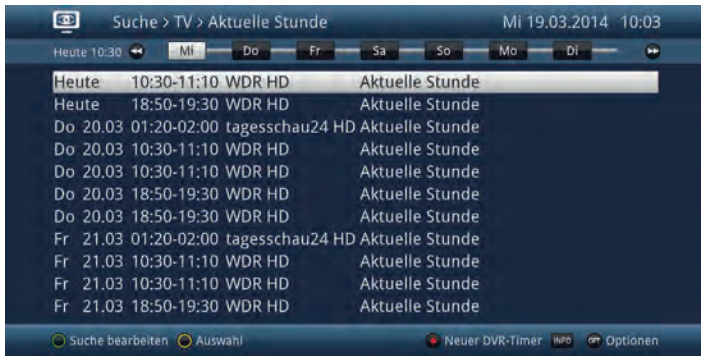 Suche > TV > Aktuelle Stunde Mi 19.03.2014 10:03
Heute 10:30 Mi Do Fr Sa So Mo Di
Heute 10:30-11:10 WDR HD Aktuelle Stunde
Heute 18:50-19:30 WDR HD Aktuelle Stunde
Do 20.03 01:20-02:00 tagesschau24 HD Aktuelle Stunde
Do 20.03 10:30-11:10 WDR HD Aktuelle Stunde
Do 20.03 10:30-11:10 WDR HD Aktuelle Stunde
Do 20.03 18:50-19:30 WDR HD Aktuelle Stunde
Do 20.03 18:50-19:30 WDR HD Aktuelle Stunde
Fr 21.03 01:20-02:00 tagesschau24 HD Aktuelle Stunde
Fr 21.03 10:30-11:10 WDR HD Aktuelle Stunde
Fr 21.03 10:30-11:10 WDR HD Aktuelle Stunde
Fr 21.03 18:50-19:30 WDR HD Aktuelle Stunde
Suche bearbeiten Auswahl Neuer DVR-Timer INFO OPT Optionen